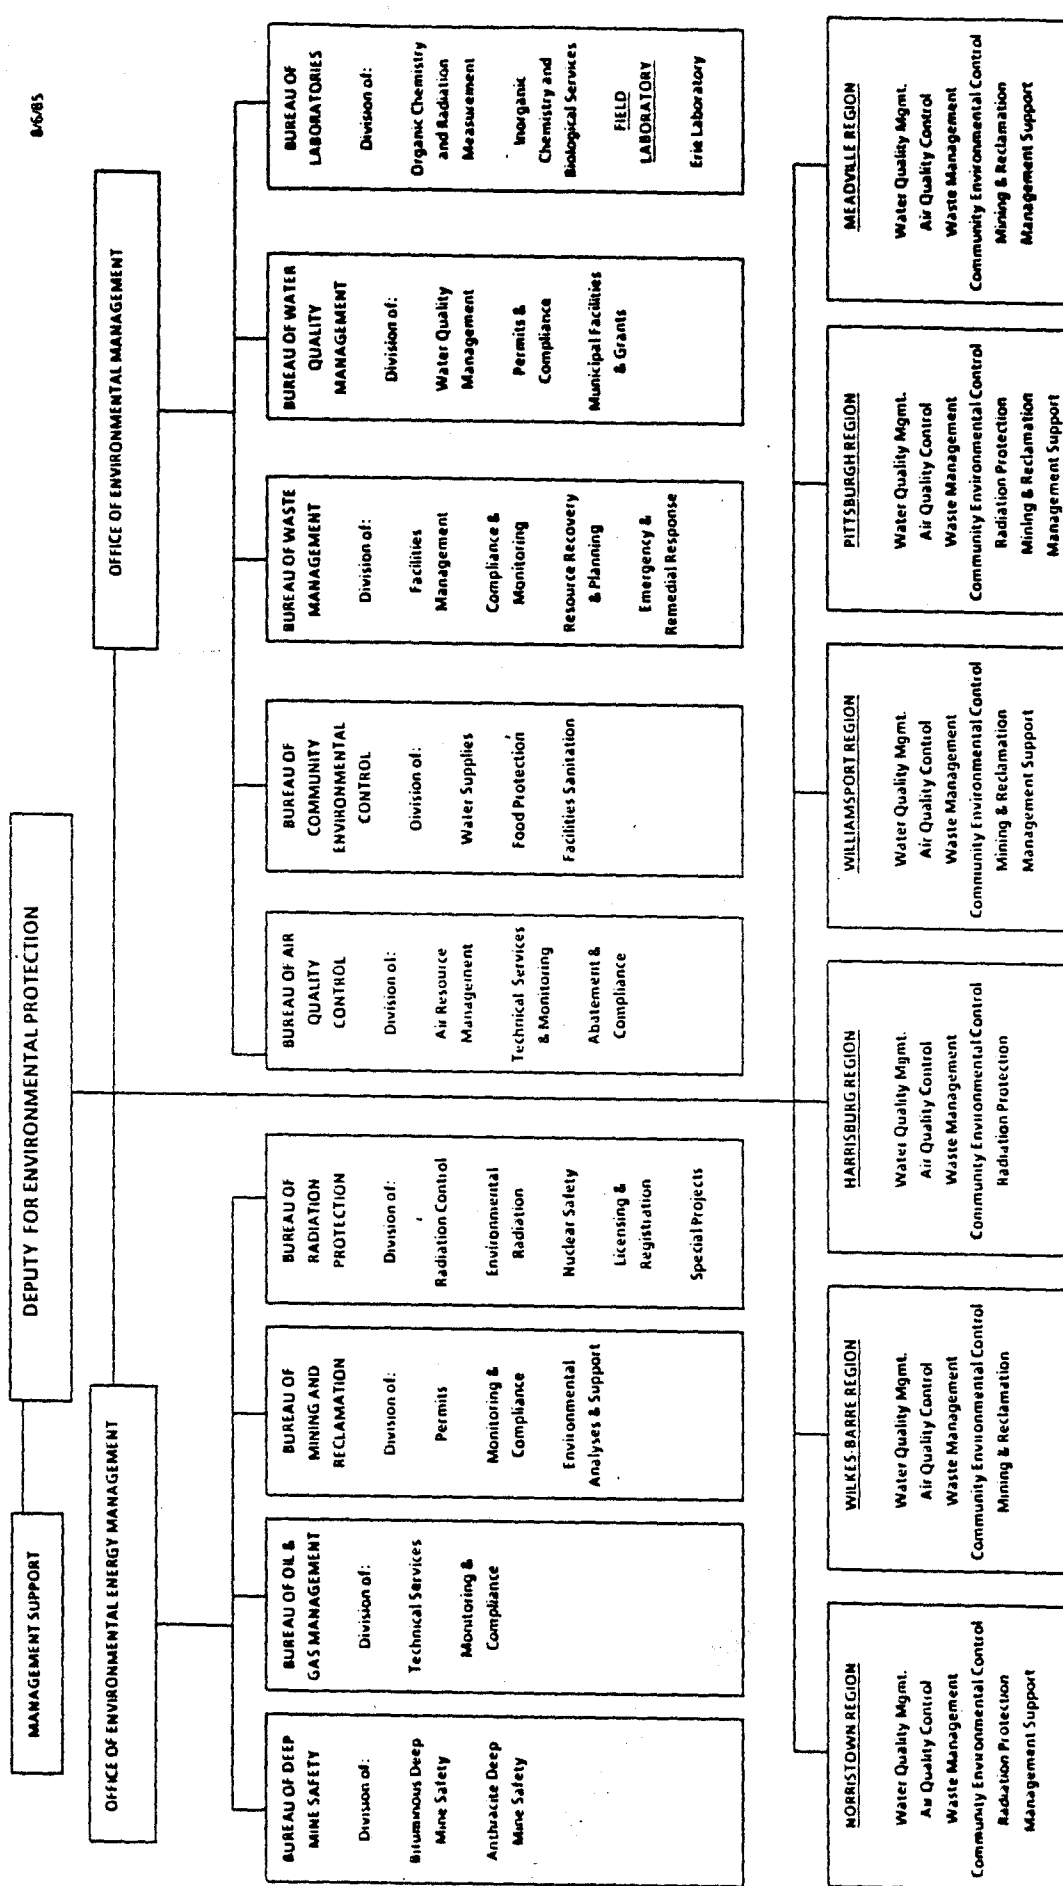 8/6/85
DEPUTY FOR ENVIRONMENTAL PROTECTION
MANAGEMENT SUPPORT
OFFICE OF ENVIRONMENTAL ENERGY MANAGEMENT
OFFICE OF ENVIRONMENTAL MANAGEMENT
BUREAU OF DEEP
MINE SAFETY
Division of:
Bituminous Deep
Mine Safety
Anthracite Deep
Mine Safety
BUREAU OF OIL &
GAS MANAGEMENT
Division of:
Technical Services
Monitoring &
Compliance
BUREAU OF
MINING AND
RECLAMATION
Division of:
Permits
Monitoring &
Compliance
Environmental
Analyses & Support
BUREAU OF
RADIATION
PROTECTION
Division of:
Radiation Control
Environmental
Radiation
Nuclear Safety
Licensing &
Registration
Special Projects
BUREAU OF AIR
QUALITY
CONTROL
Division of:
Air Resource
Management
Technical Services
& Monitoring
Abatement &
Compliance
BUREAU OF
COMMUNITY
ENVIRONMENTAL
CONTROL
Division of:
Water Supplies
Food Protection
Facilities Sanitation
BUREAU OF WASTE
MANAGEMENT
Division of:
Facilities
Management
Compliance &
Monitoring
Resource Recovery
& Planning
Emergency &
Remedial Response
BUREAU OF WATER
QUALITY
MANAGEMENT
Division of:
Water Quality
Management
Permits &
Compliance
Municipal Facilities
& Grants
BUREAU OF
LABORATORIES
Division of:
Organic Chemistry
and Radiation
Measurement
Inorganic
Chemistry and
Biological Services
FIELD
LABORATORY
Erie Laboratory
NORRISTOWN REGION
Water Quality Mgmt.
Air Quality Control
Waste Management
Community Environmental Control
Radiation Protection
Management Support
WILKES-BARRE REGION
Water Quality Mgmt.
Air Quality Control
Waste Management
Community Environmental Control
Mining & Reclamation
HARRISBURG REGION
Water Quality Mgmt.
Air Quality Control
Waste Management
Community Environmental Control
Radiation Protection
WILLIAMSPORT REGION
Water Quality Mgmt.
Air Quality Control
Waste Management
Community Environmental Control
Mining & Reclamation
Management Support
PITTSBURGH REGION
Water Quality Mgmt.
Air Quality Control
Waste Management
Community Environmental Control
Radiation Protection
Mining & Reclamation
Management Support
MEADVILLE REGION
Water Quality Mgmt.
Air Quality Control
Waste Management
Community Environmental Control
Mining & Reclamation
Management Support